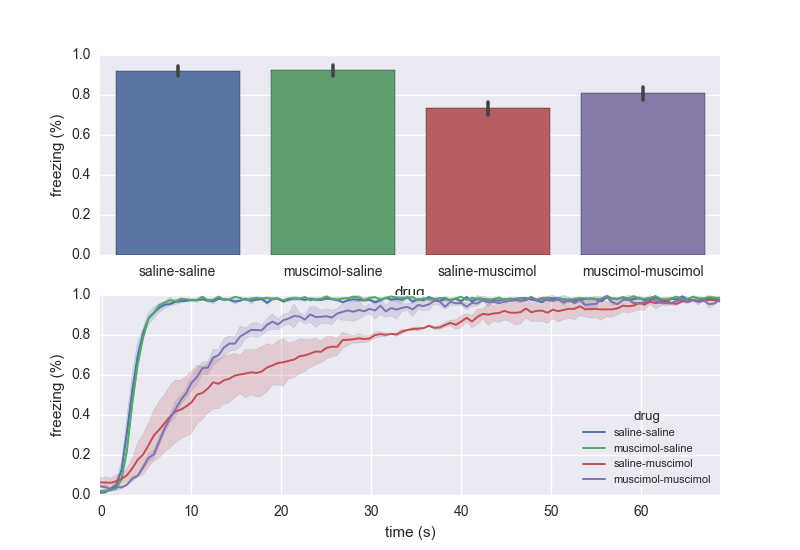 1.0
0.8
0.6
0.4
0.2
0.0
freezing (%)
saline-saline muscimol-saline saline-muscimol muscimol-muscimol
drug
1.0
0.8
0.6
0.4
0.2
0.0
freezing (%)
drug
saline-saline
muscimol-saline
saline-muscimol
muscimol-muscimol
0 10 20 30 40 50 60
time (s)